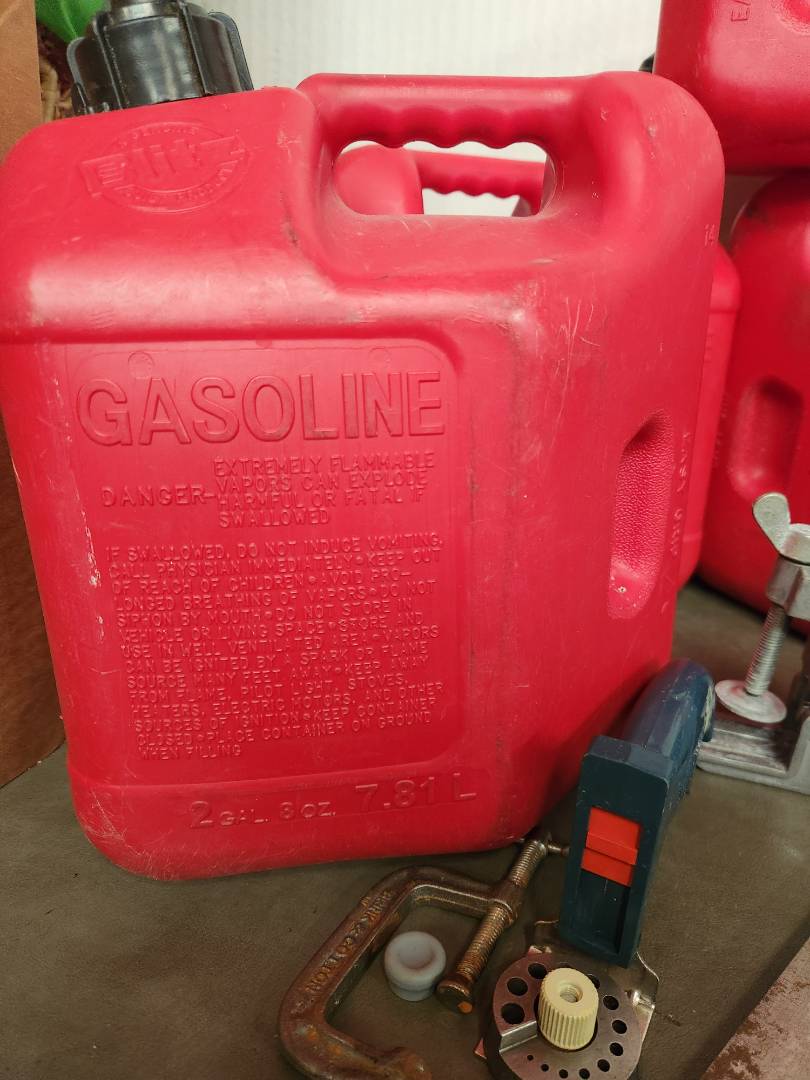 Blitz
GASOLINE
EXTREMELY FLAMMABLE
DANGER- VAPORS CAN EXPLODE
HARMFUL OR FATAL IF
SWALLOWED
IF SWALLOWED, DO NOT INDUCE VOMITING.
CALL PHYSICIAN IMMEDIATELY•KEEP OUT
OF REACH OF CHILDREN•AVOID PRO-
LONGED BREATHING OF VAPORS•DO NOT
SIPHON BY MOUTH•DO NOT STORE IN
VEHICLE OR LIVING SPACE•STORE AND
USE IN WELL VENTILATED AREA•VAPORS
CAN BE IGNITED BY A SPARK OR FLAME
SOURCE MANY FEET AWAY•KEEP AWAY
FROM FLAME, PILOT LIGHT, STOVES,
HEATERS, ELECTRIC MOTORS, AND OTHER
SOURCES OF IGNITION•KEEP CONTAINER
CLOSED•PLACE CONTAINER ON GROUND
WHEN FILLING
2 GAL. 8 OZ. 7.81 L